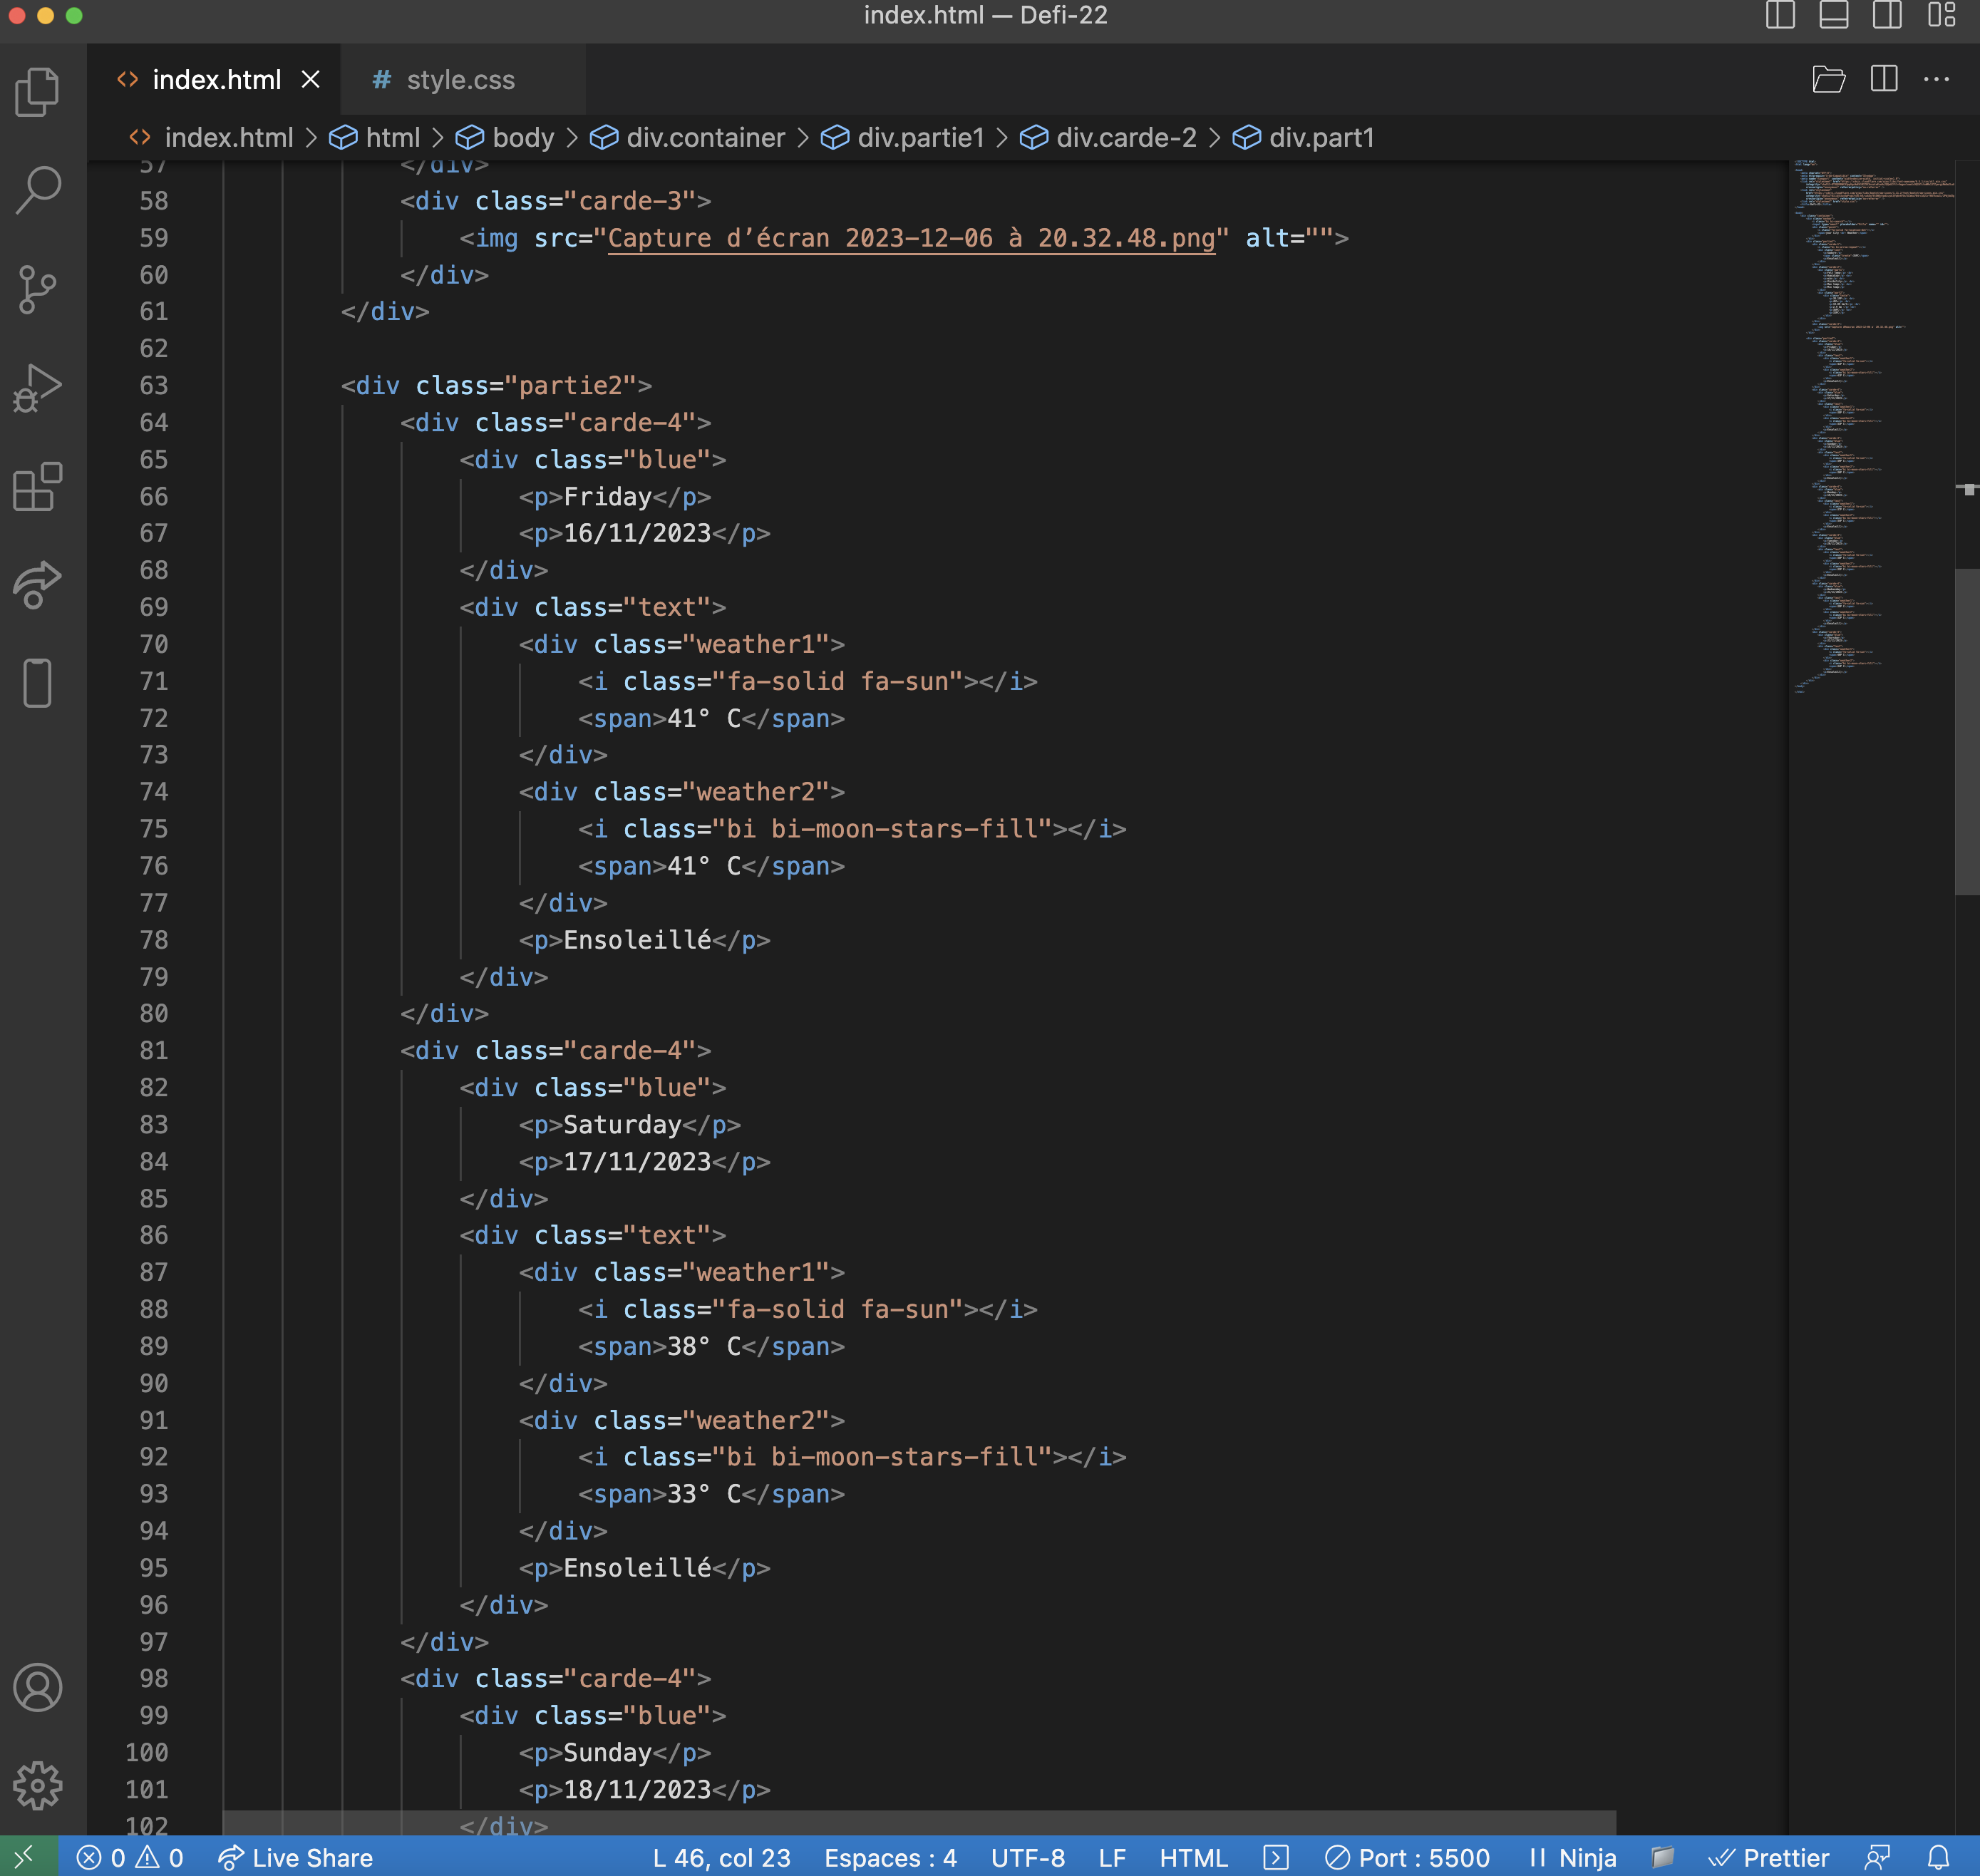 index.html — Defi-22
index.html
# style.css
index.html > html > body > div.container > div.partie1 > div.carde-2 > div.part1
57 </div>
58 <div class="carde-3">
59 <img src="Capture d’écran 2023-12-06 à 20.32.48.png" alt="">
60 </div>
61 </div>
62
63 <div class="partie2">
64 <div class="carde-4">
65 <div class="blue">
66 <p>Friday</p>
67 <p>16/11/2023</p>
68 </div>
69 <div class="text">
70 <div class="weather1">
71 <i class="fa-solid fa-sun"></i>
72 <span>41° C</span>
73 </div>
74 <div class="weather2">
75 <i class="bi bi-moon-stars-fill"></i>
76 <span>41° C</span>
77 </div>
78 <p>Ensoleillé</p>
79 </div>
80 </div>
81 <div class="carde-4">
82 <div class="blue">
83 <p>Saturday</p>
84 <p>17/11/2023</p>
85 </div>
86 <div class="text">
87 <div class="weather1">
88 <i class="fa-solid fa-sun"></i>
89 <span>38° C</span>
90 </div>
91 <div class="weather2">
92 <i class="bi bi-moon-stars-fill"></i>
93 <span>33° C</span>
94 </div>
95 <p>Ensoleillé</p>
96 </div>
97 </div>
98 <div class="carde-4">
99 <div class="blue">
100 <p>Sunday</p>
101 <p>18/11/2023</p>
102 </div>
0 0 Live Share L 46, col 23 Espaces : 4 UTF-8 LF HTML Port : 5500 Ninja Prettier